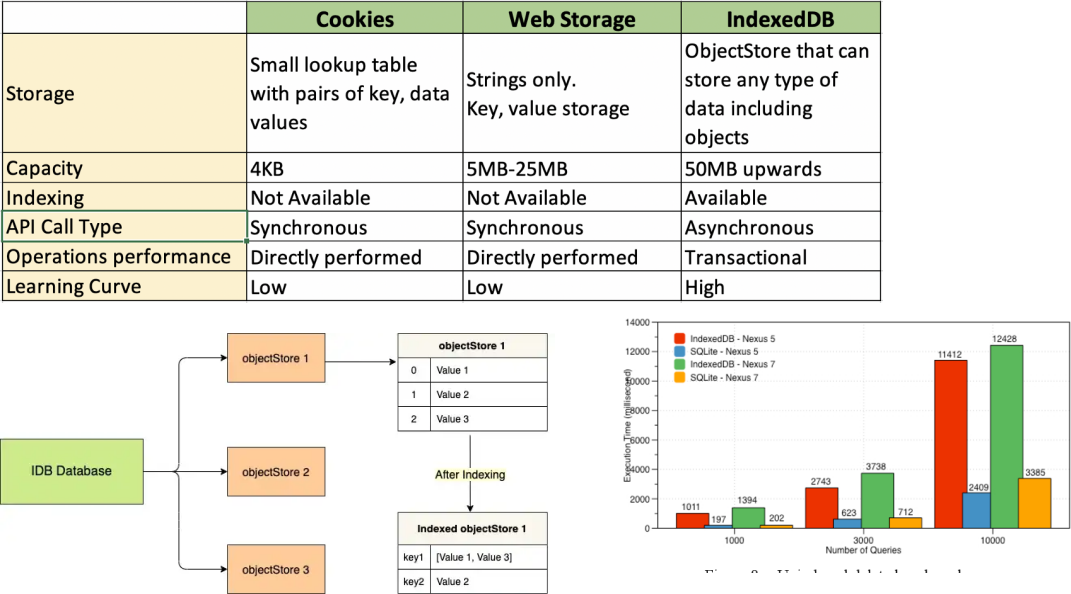 Cookies
Web Storage
IndexedDB
Storage
Small lookup table
with pairs of key, data
values
Strings only.
Key, value storage
ObjectStore that can
store any type of
data including
objects
Capacity
4KB
5MB-25MB
50MB upwards
Indexing
Not Available
Not Available
Available
API Call Type
Synchronous
Synchronous
Asynchronous
Operations performance
Directly performed
Directly performed
Transactional
Learning Curve
Low
Low
High
IDB Database
objectStore 1
objectStore 2
objectStore 3
objectStore 1
0 Value 1
1 Value 2
2 Value 3
After Indexing
Indexed objectStore 1
key1 [Value 1, Value 3]
key2 Value 2
Execution Time (millisecond)
14000
12000
10000
8000
6000
4000
2000
0
IndexedDB - Nexus 5
SQLite - Nexus 5
IndexedDB - Nexus 7
SQLite - Nexus 7
1011
197
1394
202
2743
623
3738
712
11412
2409
12428
3385
1000
3000
10000
Number of Queries